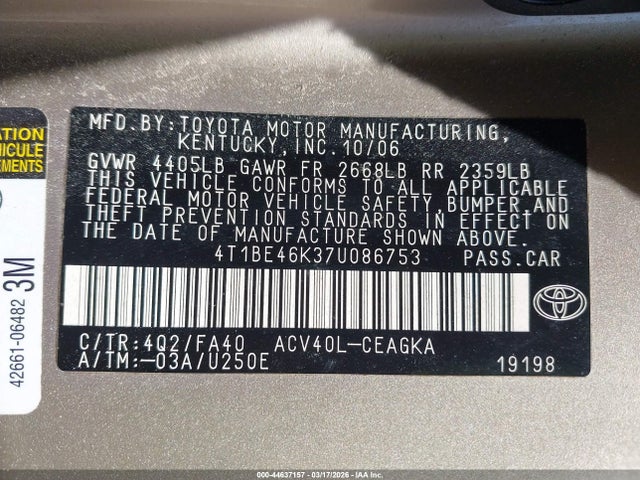 MFD.BY:TOYOTA MOTOR MANUFACTURING,
KENTUCKY,INC.10/06
GVWR 4405LB GAWR FR 2668LB RR 2359LB
THIS VEHICLE CONFORMS TO ALL APPLICABLE
FEDERAL MOTOR VEHICLE SAFETY,BUMPER AND
THEFT PREVENTION STANDARDS IN EFFECT ON
THE DATE OF MANUFACTURE SHOWN ABOVE.
4T1BE46K37U086753 PASS.CAR
C/TR:4Q2/FA40 ACV40L-CEAGKA
A/TM:-03A/U250E 19198
ATION
HICULE
EMENTS
42661-06482 3M
000-44637157 - 03/17/2026 - IAAI, Inc.